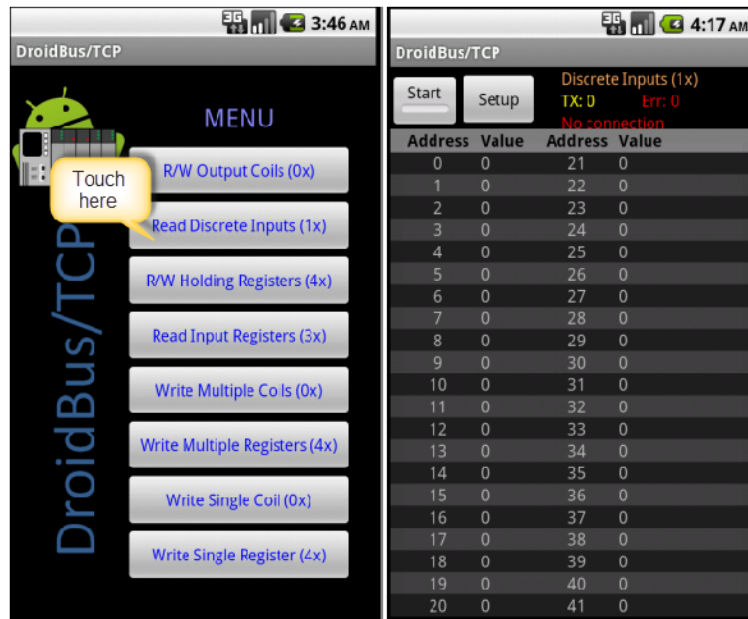 3G 3:46 AM
DroidBus/TCP
MENU
R/W Output Coils (0x)
Touch
here
Read Discrete Inputs (1x)
R/W Holding Registers (4x)
Read Input Registers (3x)
Write Multiple Coils (0x)
Write Multiple Registers (4x)
Write Single Coil (0x)
Write Single Register (4x)
DroidBus/TCP
3G 4:17 AM
DroidBus/TCP
Start Setup
Discrete Inputs (1x)
TX: 0 Err: 0
No connection
Address Value Address Value
0 0 21 0
1 0 22 0
2 0 23 0
3 0 24 0
4 0 25 0
5 0 26 0
6 0 27 0
7 0 28 0
8 0 29 0
9 0 30 0
10 0 31 0
11 0 32 0
12 0 33 0
13 0 34 0
14 0 35 0
15 0 36 0
16 0 37 0
17 0 38 0
18 0 39 0
19 0 40 0
20 0 41 0